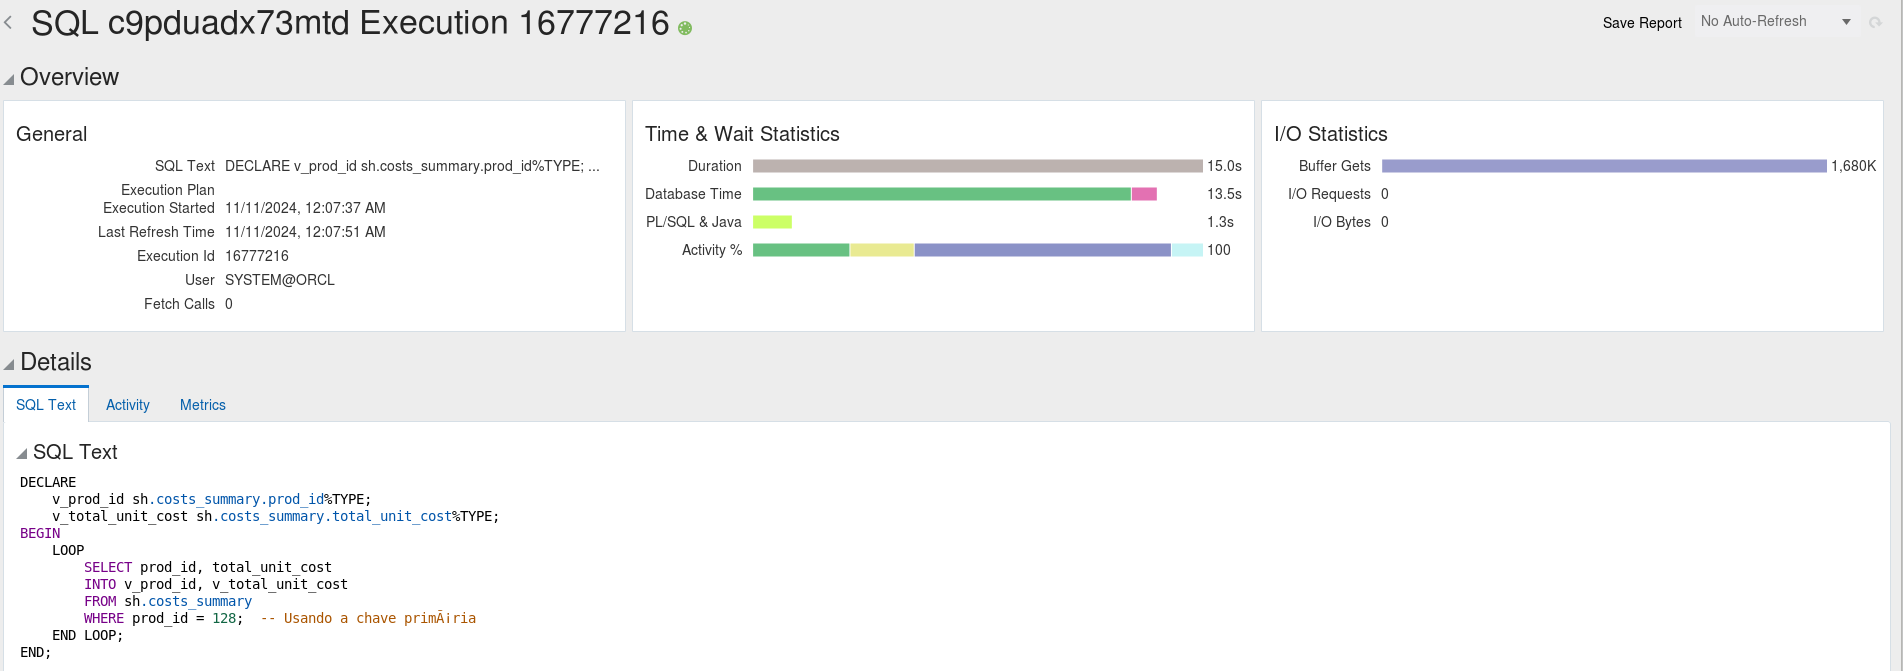 SQL c9pduadx73mtd Execution 16777216
Save Report
No Auto-Refresh
Overview
General
SQL Text DECLARE v_prod_id sh.costs_summary.prod_id%TYPE; ...
Execution Plan
Execution Started 11/11/2024, 12:07:37 AM
Last Refresh Time 11/11/2024, 12:07:51 AM
Execution Id 16777216
User SYSTEM@ORCL
Fetch Calls 0
Time & Wait Statistics
Duration 15.0s
Database Time 13.5s
PL/SQL & Java 1.3s
Activity % 100
I/O Statistics
Buffer Gets 1,680K
I/O Requests 0
I/O Bytes 0
Details
SQL Text Activity Metrics
SQL Text
DECLARE
    v_prod_id sh.costs_summary.prod_id%TYPE;
    v_total_unit_cost sh.costs_summary.total_unit_cost%TYPE;
BEGIN
    LOOP
        SELECT prod_id, total_unit_cost
        INTO v_prod_id, v_total_unit_cost
        FROM sh.costs_summary
        WHERE prod_id = 128;  -- Usando a chave primÃ¡ria
    END LOOP;
END;